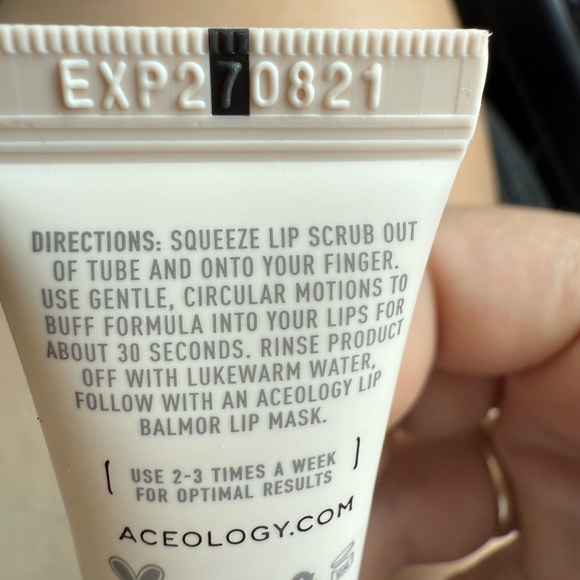 EXP270821
DIRECTIONS: SQUEEZE LIP SCRUB OUT
OF TUBE AND ONTO YOUR FINGER.
USE GENTLE, CIRCULAR MOTIONS TO
BUFF FORMULA INTO YOUR LIPS FOR
ABOUT 30 SECONDS. RINSE PRODUCT
OFF WITH LUKEWARM WATER,
FOLLOW WITH AN ACEOLOGY LIP
BALMOR LIP MASK.
[ USE 2-3 TIMES A WEEK
FOR OPTIMAL RESULTS ]
ACEOLOGY.COM